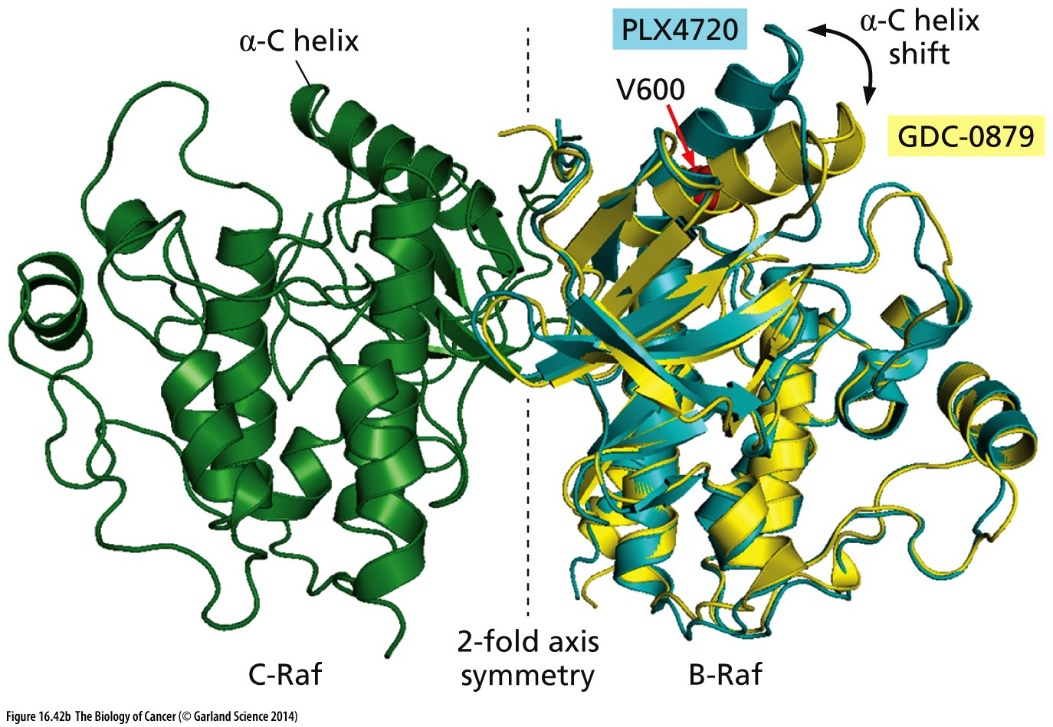 α-C helix
PLX4720
α-C helix
shift
V600
GDC-0879
2-fold axis
symmetry
C-Raf
B-Raf
Figure 16.42b The Biology of Cancer (© Garland Science 2014)